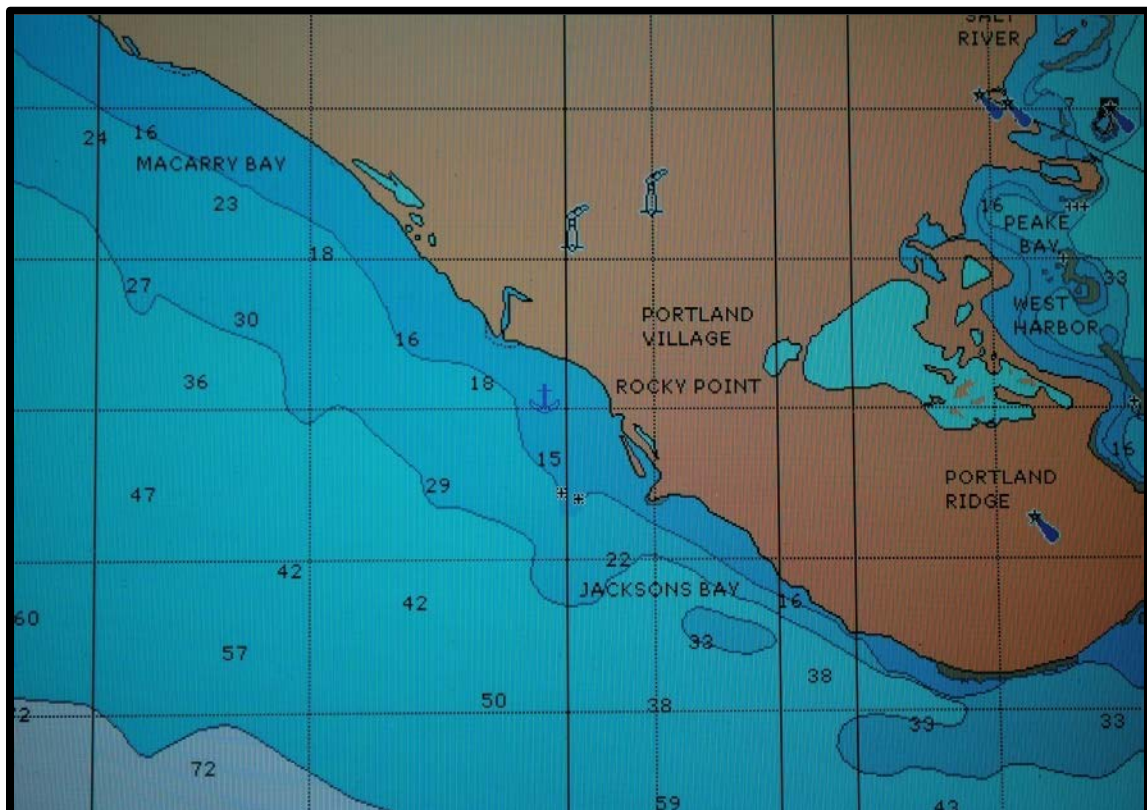 SALT
RIVER
7
24
16
MACARRY BAY
23
16
PEAKE
BAY
18
27
33
30
WEST
HARBOR
PORTLAND
VILLAGE
16
36
18
ROCKY POINT
15
16
29
47
PORTLAND
RIDGE
22
42
JACKSONS BAY
42
16
60
33
57
38
50
38
33
33
72
59
43